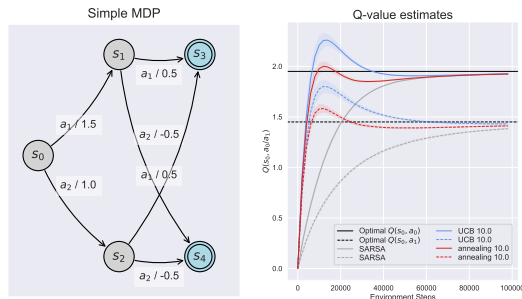 Simple MDP
s1
a1 / 0.5
s3
a1 / 1.5
a2 / -0.5
s0
a2 / 1.0
a1 / 0.5
s2
a2 / -0.5
s4
Q-value estimates
Q(s0, a0/a1)
2.0
1.5
1.0
0.5
0.0
0
20000
40000
60000
80000
100000
Environment Steps
Optimal Q(s0, a0)
Optimal Q(s0, a1)
SARSA
SARSA
UCB 10.0
UCB 10.0
annealing 10.0
annealing 10.0